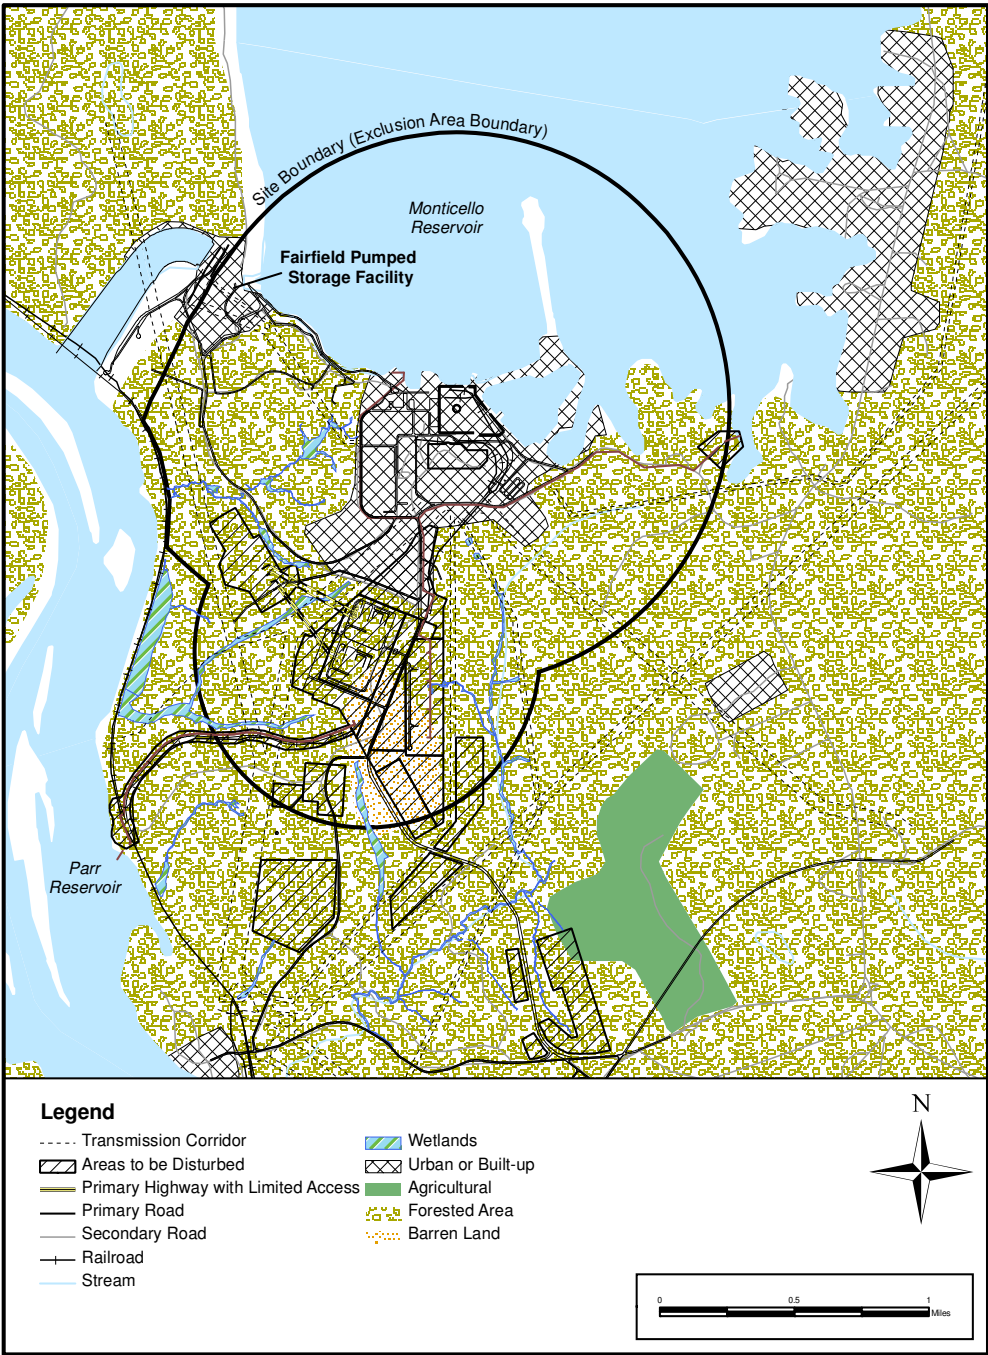 Site Boundary (Exclusion Area Boundary)
Monticello
Reservoir
Fairfield Pumped
Storage Facility
Parr
Reservoir
Legend
Transmission Corridor
Areas to be Disturbed
Primary Highway with Limited Access
Primary Road
Secondary Road
Railroad
Stream
Wetlands
Urban or Built-up
Agricultural
Forested Area
Barren Land
N
0 0.5 1
Miles